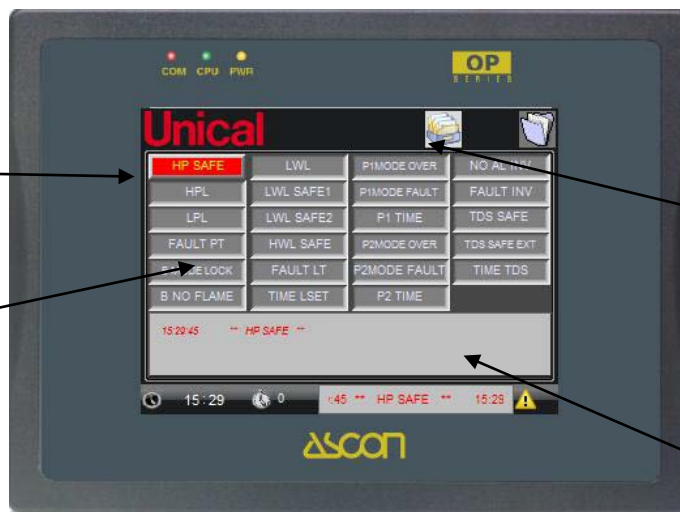 COM CPU PWR
OP
SERIES
Unical
HP SAFE LWL P1MODE OVER NO AL INV
HPL LWL SAFE1 P1MODE FAULT FAULT INV
LPL LWL SAFE2 P1 TIME TDS SAFE
FAULT PT HWL SAFE P2MODE OVER TDS SAFE EXT
LOCK FAULT LT P2MODE FAULT TIME TDS
B NO FLAME TIME LSET P2 TIME
15:29:45 ** HP SAFE **
15:29 0 :45 ** HP SAFE ** 15:29
ASCON